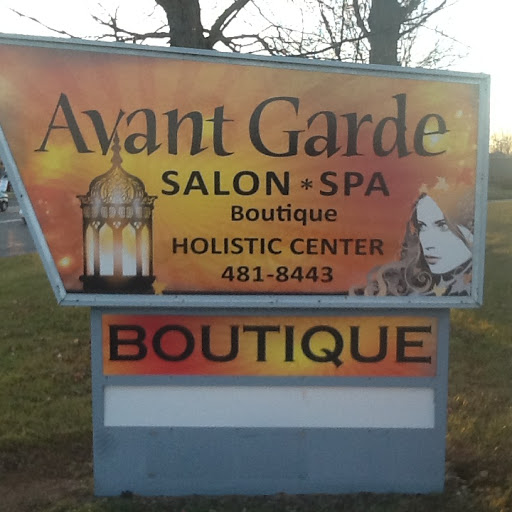 Avant Garde
SALON * SPA
Boutique
HOLISTIC CENTER
481-8443
BOUTIQUE